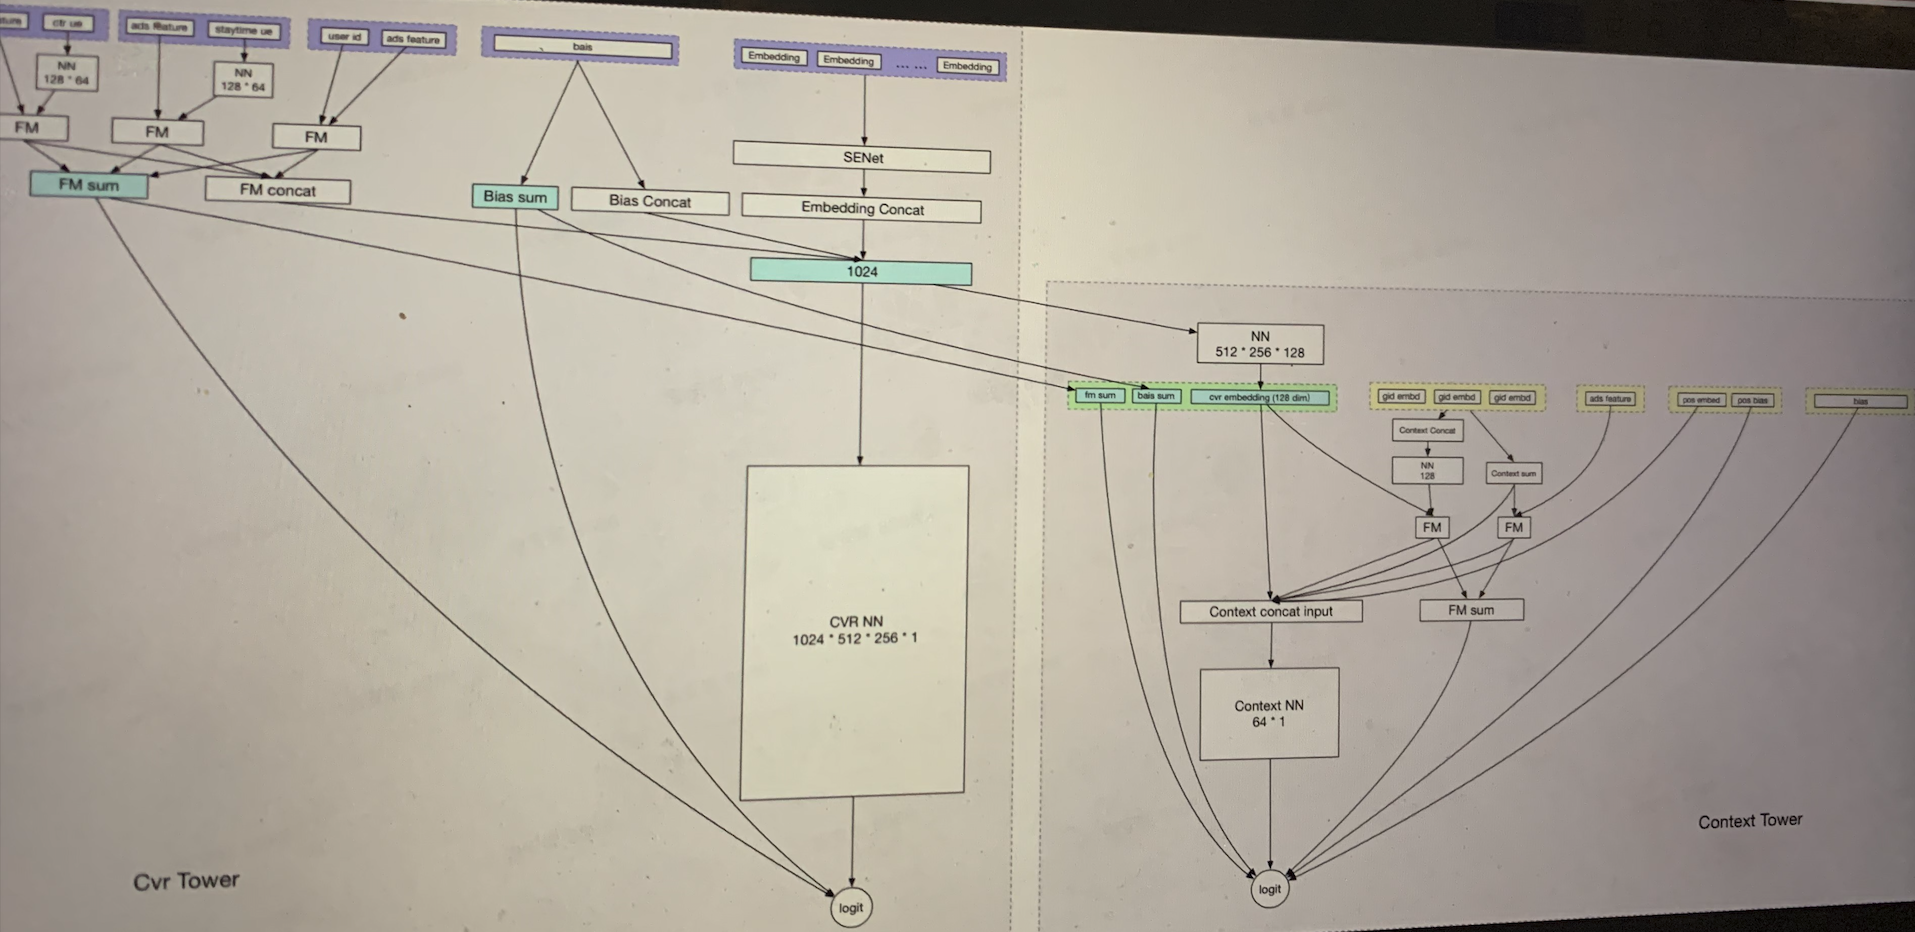 ctr ue
ads feature
staytime ue
user id
ads feature
bais
Embedding
Embedding
... ...
Embedding
NN
128 * 64
NN
128 * 64
FM
FM
FM
SENet
FM sum
FM concat
Bias sum
Bias Concat
Embedding Concat
1024
NN
512 * 256 * 128
fm sum
bais sum
cvr embedding (128 dim)
gid embd
gid embd
gid embd
ads feature
pos embed
pos bias
bias
Context Concat
NN
128
Context sum
FM
FM
Context concat input
FM sum
CVR NN
1024 * 512 * 256 * 1
Context NN
64 * 1
Context Tower
Cvr Tower
logit
logit